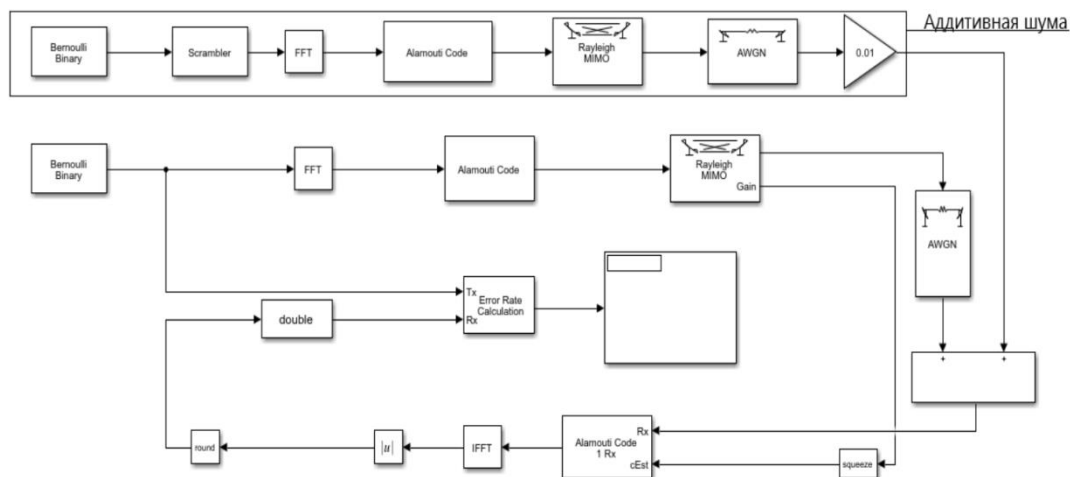 Аддитивная шума
Bernoulli
Binary
Scrambler
FFT
Alamouti Code
Rayleigh
MIMO
AWGN
0.01
Bernoulli
Binary
FFT
Alamouti Code
Rayleigh
MIMO
Gain
AWGN
Tx
Error Rate
Calculation
Rx
double
+ +
round
|u|
IFFT
Rx
Alamouti Code
1 Rx
cEst
squeeze